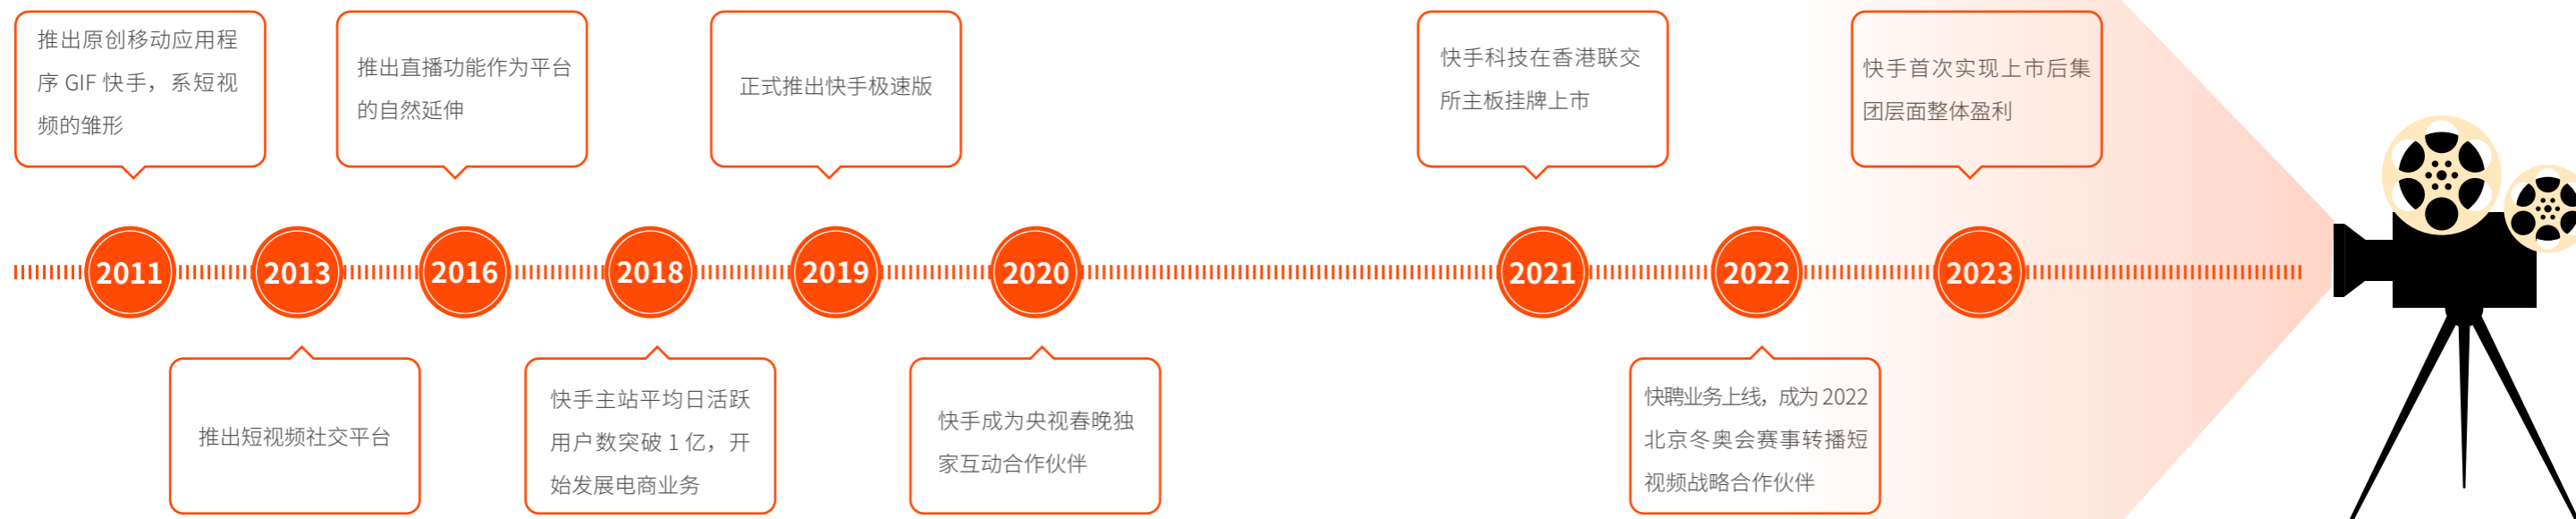 推出原创移动应用程
序 GIF 快手，系短视
频的雏形
推出直播功能作为平台
的自然延伸
正式推出快手极速版
快手科技在香港联交
所主板挂牌上市
快手首次实现上市后集
团层面整体盈利
2011
2013
2016
2018
2019
2020
2021
2022
2023
推出短视频社交平台
快手主站平均日活跃
用户数突破 1 亿，开
始发展电商业务
快手成为央视春晚独
家互动合作伙伴
快聘业务上线，成为 2022
北京冬奥会赛事转播短
视频战略合作伙伴